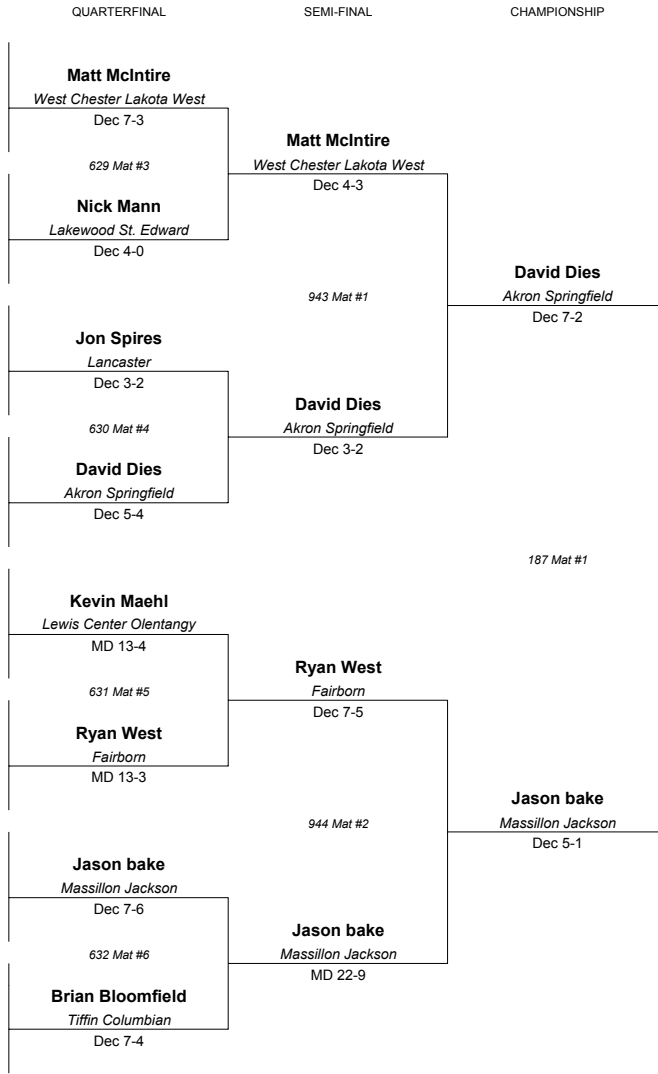 QUARTERFINAL SEMI-FINAL CHAMPIONSHIP
Matt McIntire
West Chester Lakota West
Dec 7-3
629 Mat #3
Nick Mann
Lakewood St. Edward
Dec 4-0
Jon Spires
Lancaster
Dec 3-2
630 Mat #4
David Dies
Akron Springfield
Dec 5-4
Kevin Maehl
Lewis Center Olentangy
MD 13-4
631 Mat #5
Ryan West
Fairborn
MD 13-3
Jason bake
Massillon Jackson
Dec 7-6
632 Mat #6
Brian Bloomfield
Tiffin Columbian
Dec 7-4
Matt McIntire
West Chester Lakota West
Dec 4-3
943 Mat #1
David Dies
Akron Springfield
Dec 3-2
Ryan West
Fairborn
Dec 7-5
944 Mat #2
Jason bake
Massillon Jackson
MD 22-9
David Dies
Akron Springfield
Dec 7-2
187 Mat #1
Jason bake
Massillon Jackson
Dec 5-1